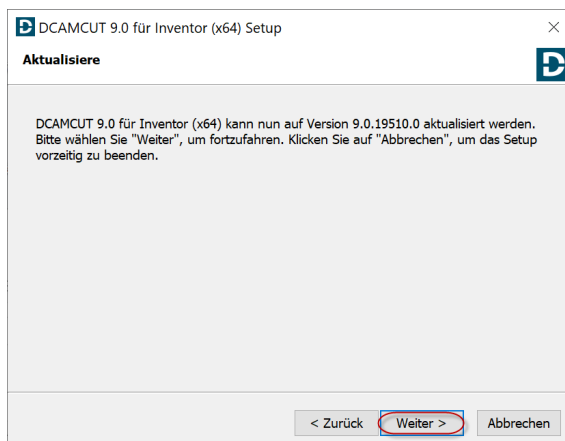 DCAMCUT 9.0 für Inventor (x64) Setup
Aktualisiere
DCAMCUT 9.0 für Inventor (x64) kann nun auf Version 9.0.19510.0 aktualisiert werden.
Bitte wählen Sie "Weiter", um fortzufahren. Klicken Sie auf "Abbrechen", um das Setup
vorzeitig zu beenden.
< Zurück Weiter > Abbrechen